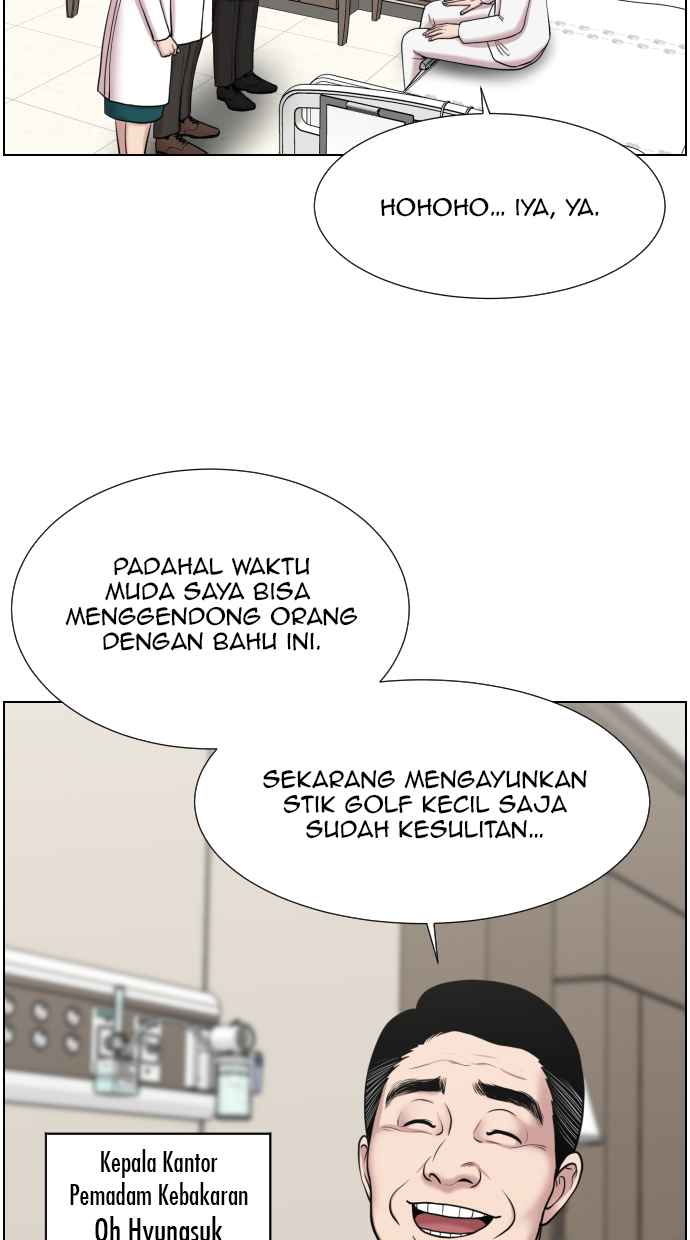 HOHOHO... IYA, YA.
PADAHAL WAKTU
MUDA SAYA BISA
MENGGENDONG ORANG
DENGAN BAHU INI.
SEKARANG MENGAYUNKAN
STIK GOLF KECIL SAJA
SUDAH KESULITAN...
Kepala Kantor
Pemadam Kebakaran
Oh Hyungsuk